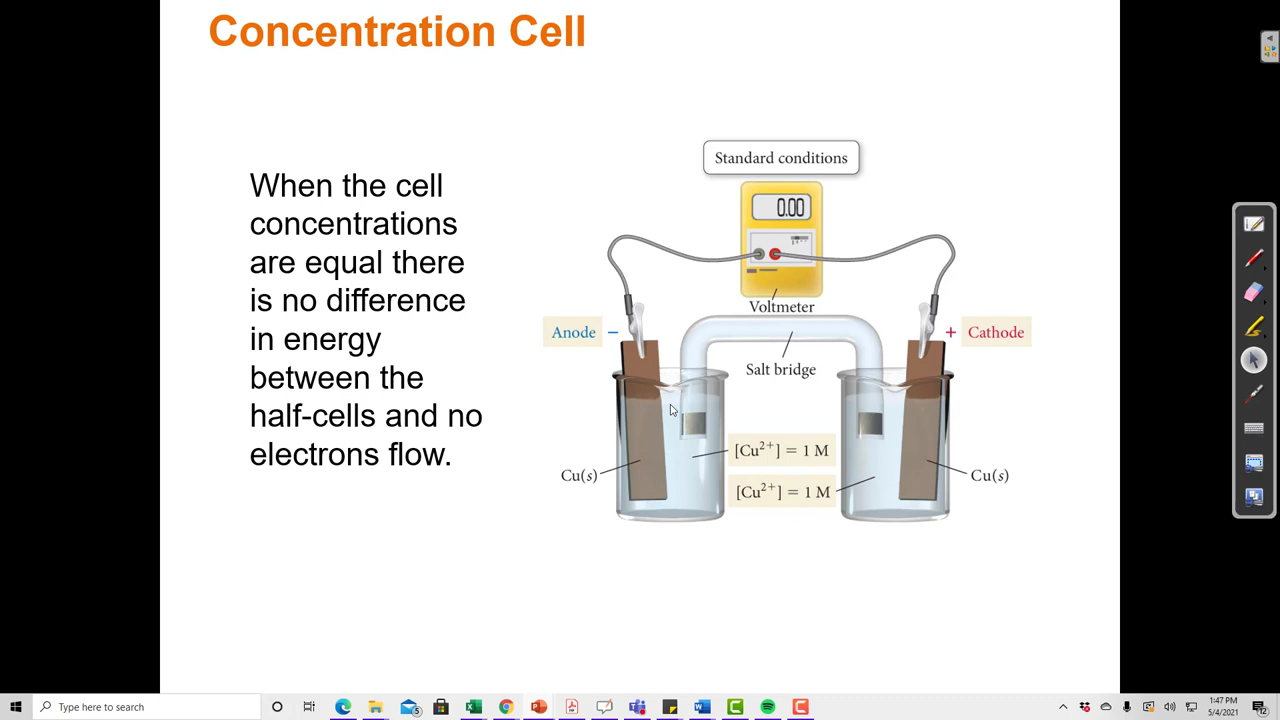 Concentration Cell
When the cell
concentrations
are equal there
is no difference
in energy
between the
half-cells and no
electrons flow.
Standard conditions
0.00
Voltmeter
Anode −
+ Cathode
Salt bridge
[Cu²⁺] = 1 M
Cu(s)
[Cu²⁺] = 1 M
Cu(s)
Type here to search
5
1:47 PM
5/4/2021
12